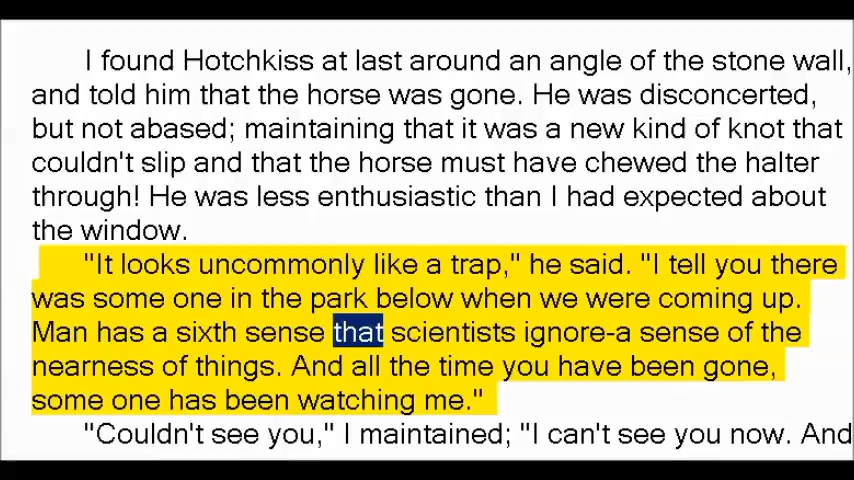 I found Hotchkiss at last around an angle of the stone wall,
and told him that the horse was gone. He was disconcerted,
but not abased; maintaining that it was a new kind of knot that
couldn't slip and that the horse must have chewed the halter
through! He was less enthusiastic than I had expected about
the window.
"It looks uncommonly like a trap," he said. "I tell you there
was some one in the park below when we were coming up.
Man has a sixth sense that scientists ignore-a sense of the
nearness of things. And all the time you have been gone,
some one has been watching me."
"Couldn't see you," I maintained; "I can't see you now. And